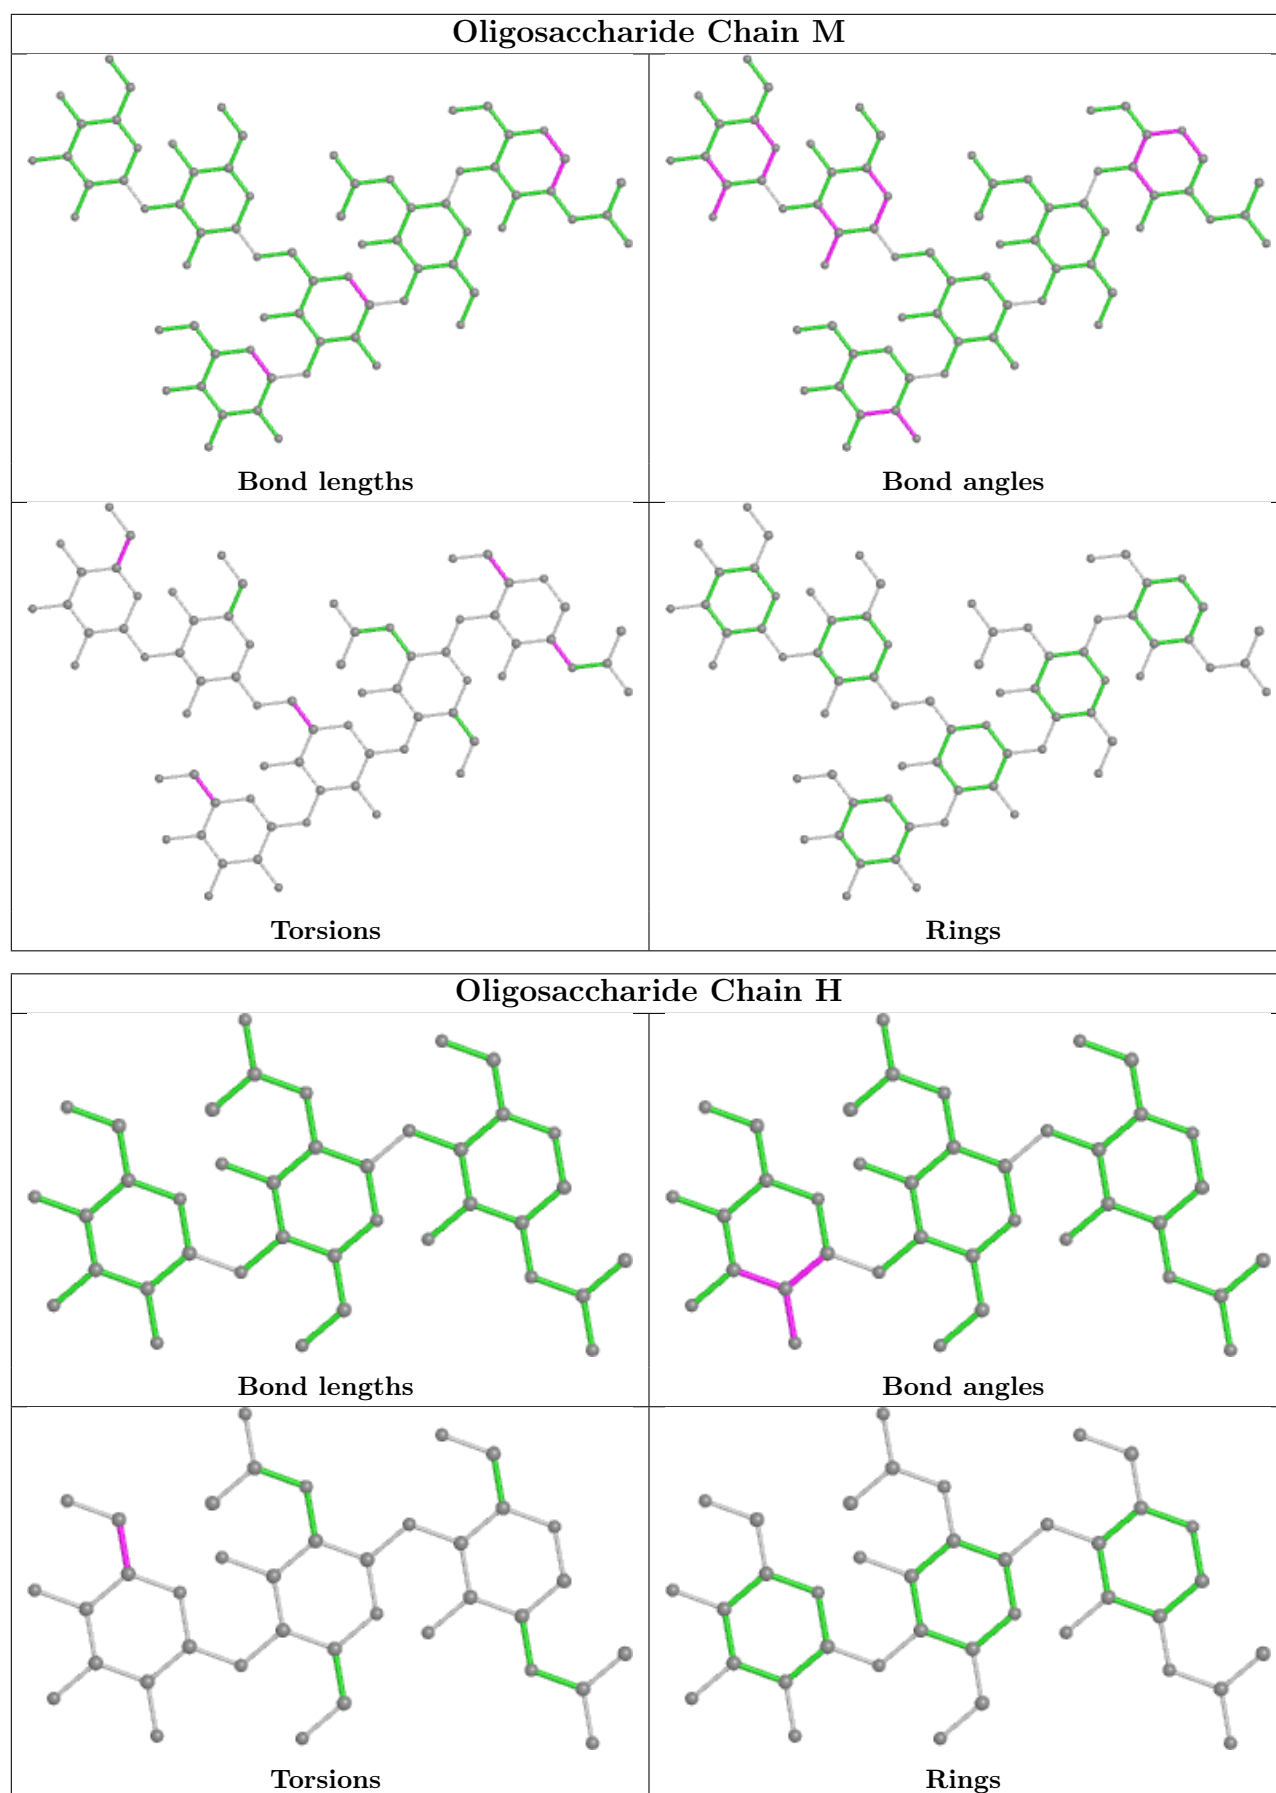 Oligosaccharide Chain M
Bond lengths
Bond angles
Torsions
Rings
Oligosaccharide Chain H
Bond lengths
Bond angles
Torsions
Rings